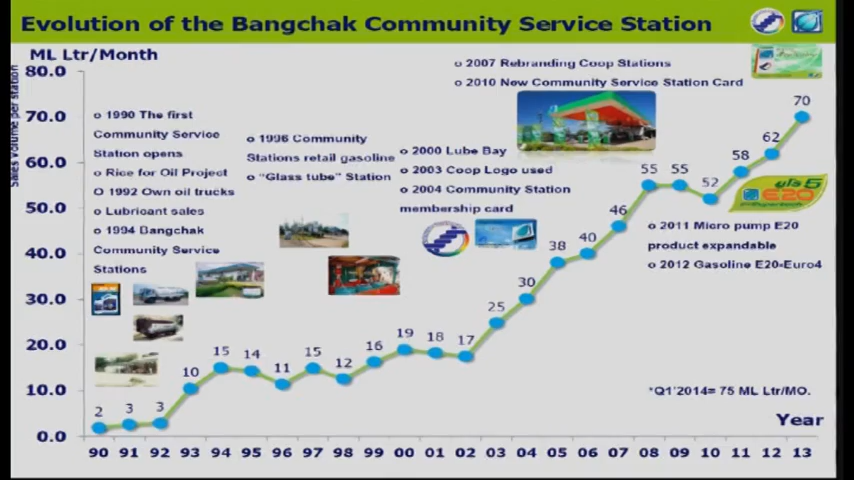 Evolution of the Bangchak Community Service Station
ML Ltr/Month
Sales Volume per station
80.0
70.0
60.0
50.0
40.0
30.0
20.0
10.0
0.0
o 1990 The first
Community Service
Station opens
o Rice for Oil Project
O 1992 Own oil trucks
o Lubricant sales
o 1994 Bangchak
Community Service
Stations
o 1996 Community
Stations retail gasoline
o "Glass tube" Station
o 2000 Lube Bay
o 2003 Coop Logo used
o 2004 Community Station
membership card
o 2007 Rebranding Coop Stations
o 2010 New Community Service Station Card
o 2011 Micro pump E20
product expandable
o 2012 Gasoline E20-Euro4
E20
2 3 3 10 15 14 11 15 12 16 19 18 17 25 30 38 40 46 55 55 52 58 62 70
*Q1'2014= 75 ML Ltr/MO.
Year
90 91 92 93 94 95 96 97 98 99 00 01 02 03 04 05 06 07 08 09 10 11 12 13